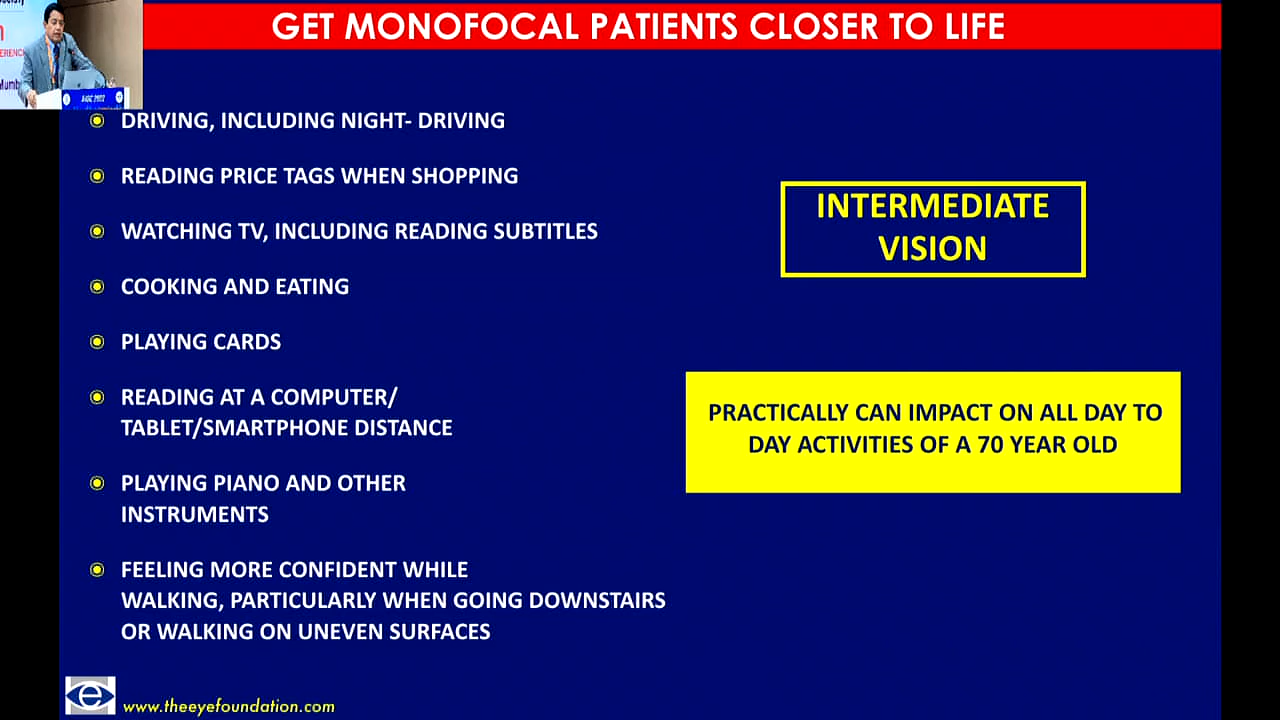 GET MONOFOCAL PATIENTS CLOSER TO LIFE
ERENC
Mumb
DRIVING, INCLUDING NIGHT- DRIVING
READING PRICE TAGS WHEN SHOPPING
WATCHING TV, INCLUDING READING SUBTITLES
COOKING AND EATING
PLAYING CARDS
READING AT A COMPUTER/
TABLET/SMARTPHONE DISTANCE
PLAYING PIANO AND OTHER
INSTRUMENTS
FEELING MORE CONFIDENT WHILE
WALKING, PARTICULARLY WHEN GOING DOWNSTAIRS
OR WALKING ON UNEVEN SURFACES
INTERMEDIATE
VISION
PRACTICALLY CAN IMPACT ON ALL DAY TO
DAY ACTIVITIES OF A 70 YEAR OLD
e
www.theeyefoundation.com